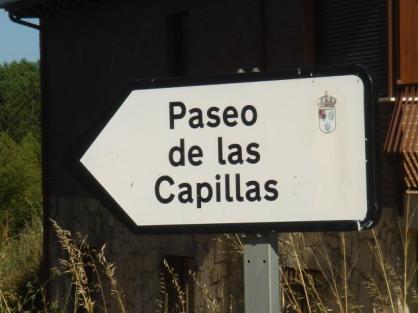 Paseo
de las
Capillas